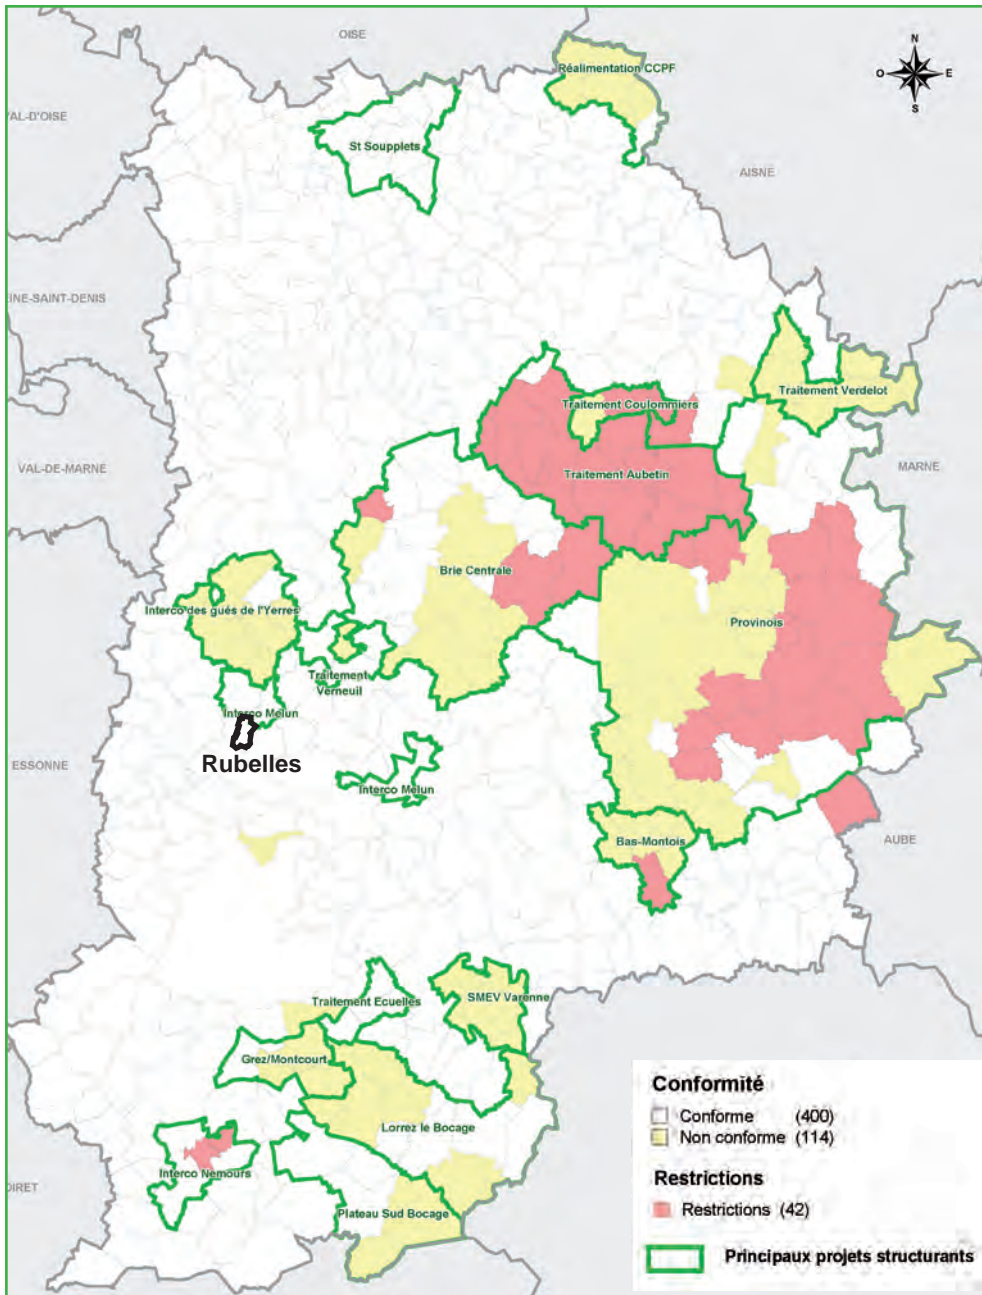 OISE
N
Réalimentation CCPF
O
E
S
VAL-D'OISE
St Soupplets
AISNE
INE-SAINT-DENIS
Traitement Verdelot
Traitement Coulommiers
VAL-DE-MARNE
MARNE
Traitement Aubetin
Brie Centrale
Interco des gués de l'Yerres
Provinois
Traitement
Verneuil
Interco Melun
Rubelles
ESSONNE
Interco Melun
Bas-Montois
AUBE
Traitement Ecuelles
SMEV Varenne
Grez/Montcourt
Lorrez le Bocage
Interco Nemours
OIRET
Plateau Sud Bocage
Conformité
Conforme (400)
Non conforme (114)
Restrictions
Restrictions (42)
Principaux projets structurants